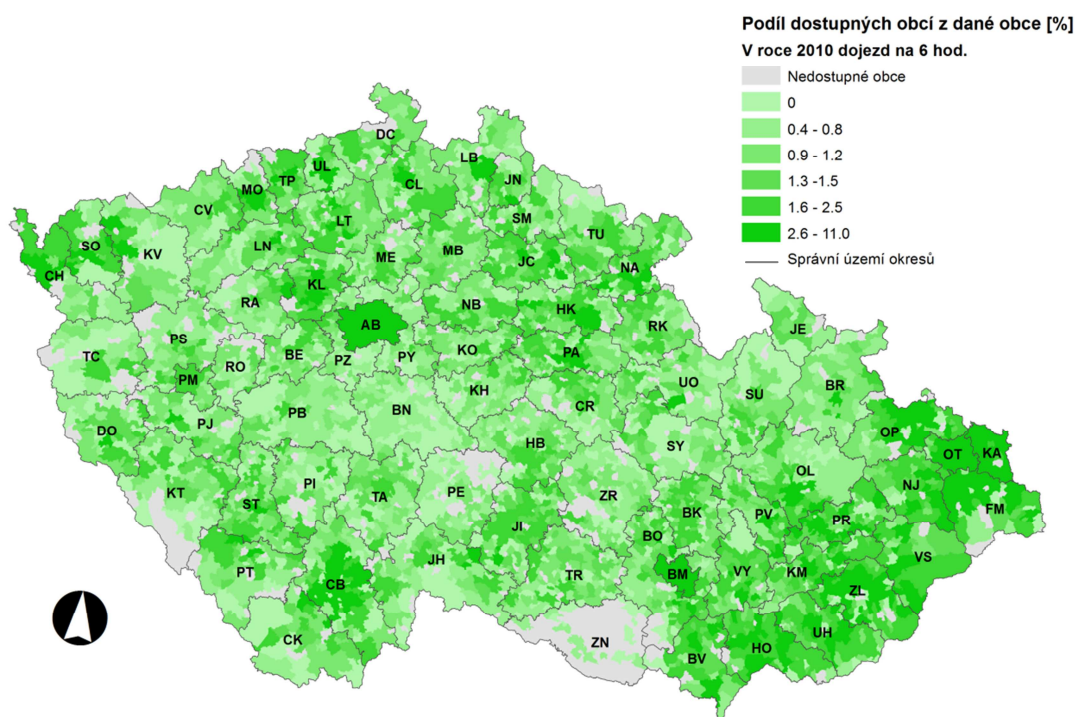 Podíl dostupných obcí z dané obce [%]
V roce 2010 dojezd na 6 hod.
Nedostupné obce
0
0.4 - 0.8
0.9 - 1.2
1.3 -1.5
1.6 - 2.5
2.6 - 11.0
Správní území okresů
DC
LB
UL
TP
MO
CL
JN
CV
LT
SM
TU
SO
KV
LN
ME
MB
JC
NA
CH
KL
RA
NB
HK
AB
RK
JE
PS
TC
RO
BE
PZ
PY
KO
PA
PM
KH
UO
SU
BR
PB
BN
CR
PJ
DO
OP
HB
SY
OT
KA
OL
KT
PI
ST
TA
PE
ZR
NJ
FM
BK
PV
PR
JI
BO
VS
PT
CB
JH
TR
BM
VY
KM
ZL
CK
ZN
UH
BV
HO